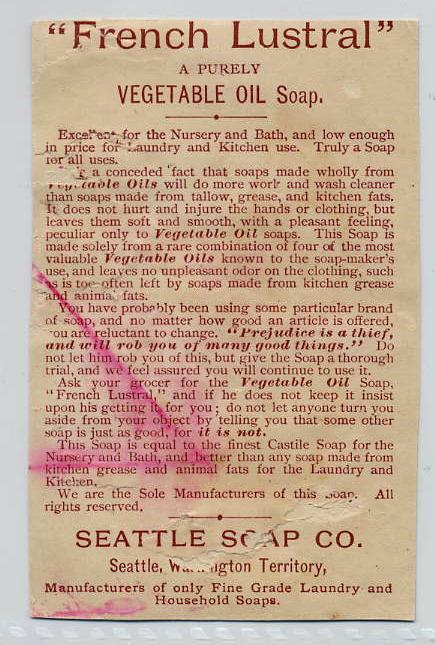 "French Lustral"
A PURELY
VEGETABLE OIL Soap.
Excellent for the Nursery and Bath, and low enough
in price for Laundry and Kitchen use. Truly a Soap
for all uses.
a conceded fact that soaps made wholly from
Vegetable Oils will do more work and wash cleaner
than soaps made from tallow, grease, and kitchen fats.
It does not hurt and injure the hands or clothing, but
leaves them soft and smooth, with a pleasant feeling,
peculiar only to Vegetable Oil soaps. This Soap is
made solely from a rare combination of four of the most
valuable Vegetable Oils known to the soap-maker's
use, and leaves no unpleasant odor on the clothing, such
as is too often left by soaps made from kitchen grease
and animal fats.
You have probably been using some particular brand
of soap, and no matter how good an article is offered,
you are reluctant to change. "Prejudice is a thief,
and will rob you of many good things." Do
not let him rob you of this, but give the Soap a thorough
trial, and we feel assured you will continue to use it.
Ask your grocer for the Vegetable Oil Soap,
"French Lustral" and if he does not keep it insist
upon his getting it for you; do not let anyone turn you
aside from your object by telling you that some other
soap is just as good, for it is not.
This Soap is equal to the finest Castile Soap for the
Nursery and Bath, and better than any soap made from
kitchen grease and animal fats for the Laundry and
Kitchen.
We are the Sole Manufacturers of this Soap. All
rights reserved.
SEATTLE SOAP CO.
Seattle, Washington Territory,
Manufacturers of only Fine Grade Laundry and
Household Soaps.